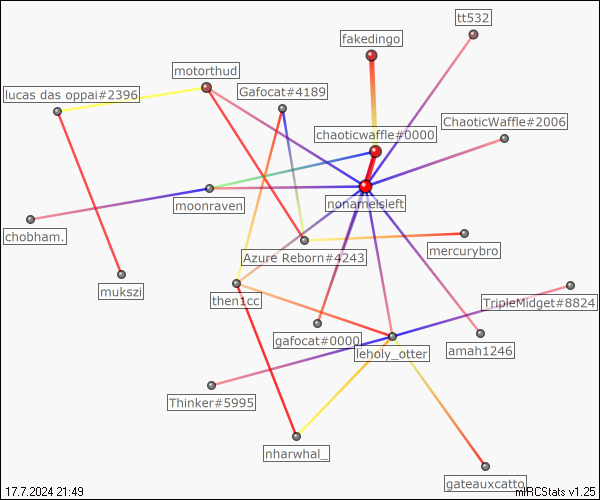 tt532
fakedingo
motorthud
Gafocat#4189
lucas das oppai#2396
ChaoticWaffle#2006
chaoticwaffle#0000
nonameisleft
moonraven
chobham.
Azure Reborn#4243
mercurybro
mukszi
then1cc
TripleMidget#8824
gafocat#0000
leholy_otter
amah1246
Thinker#5995
nharwhal_
gateauxcatto
17.7.2024 21:49
mIRCStats v1.25